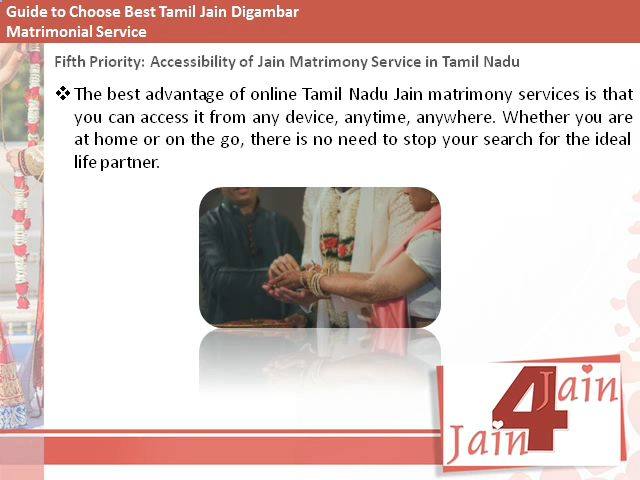 Guide to Choose Best Tamil Jain Digambar
Matrimonial Service
Fifth Priority: Accessibility of Jain Matrimony Service in Tamil Nadu
❖ The best advantage of online Tamil Nadu Jain matrimony services is that
you can access it from any device, anytime, anywhere. Whether you are
at home or on the go, there is no need to stop your search for the ideal
life partner.
Jain
4
Jain